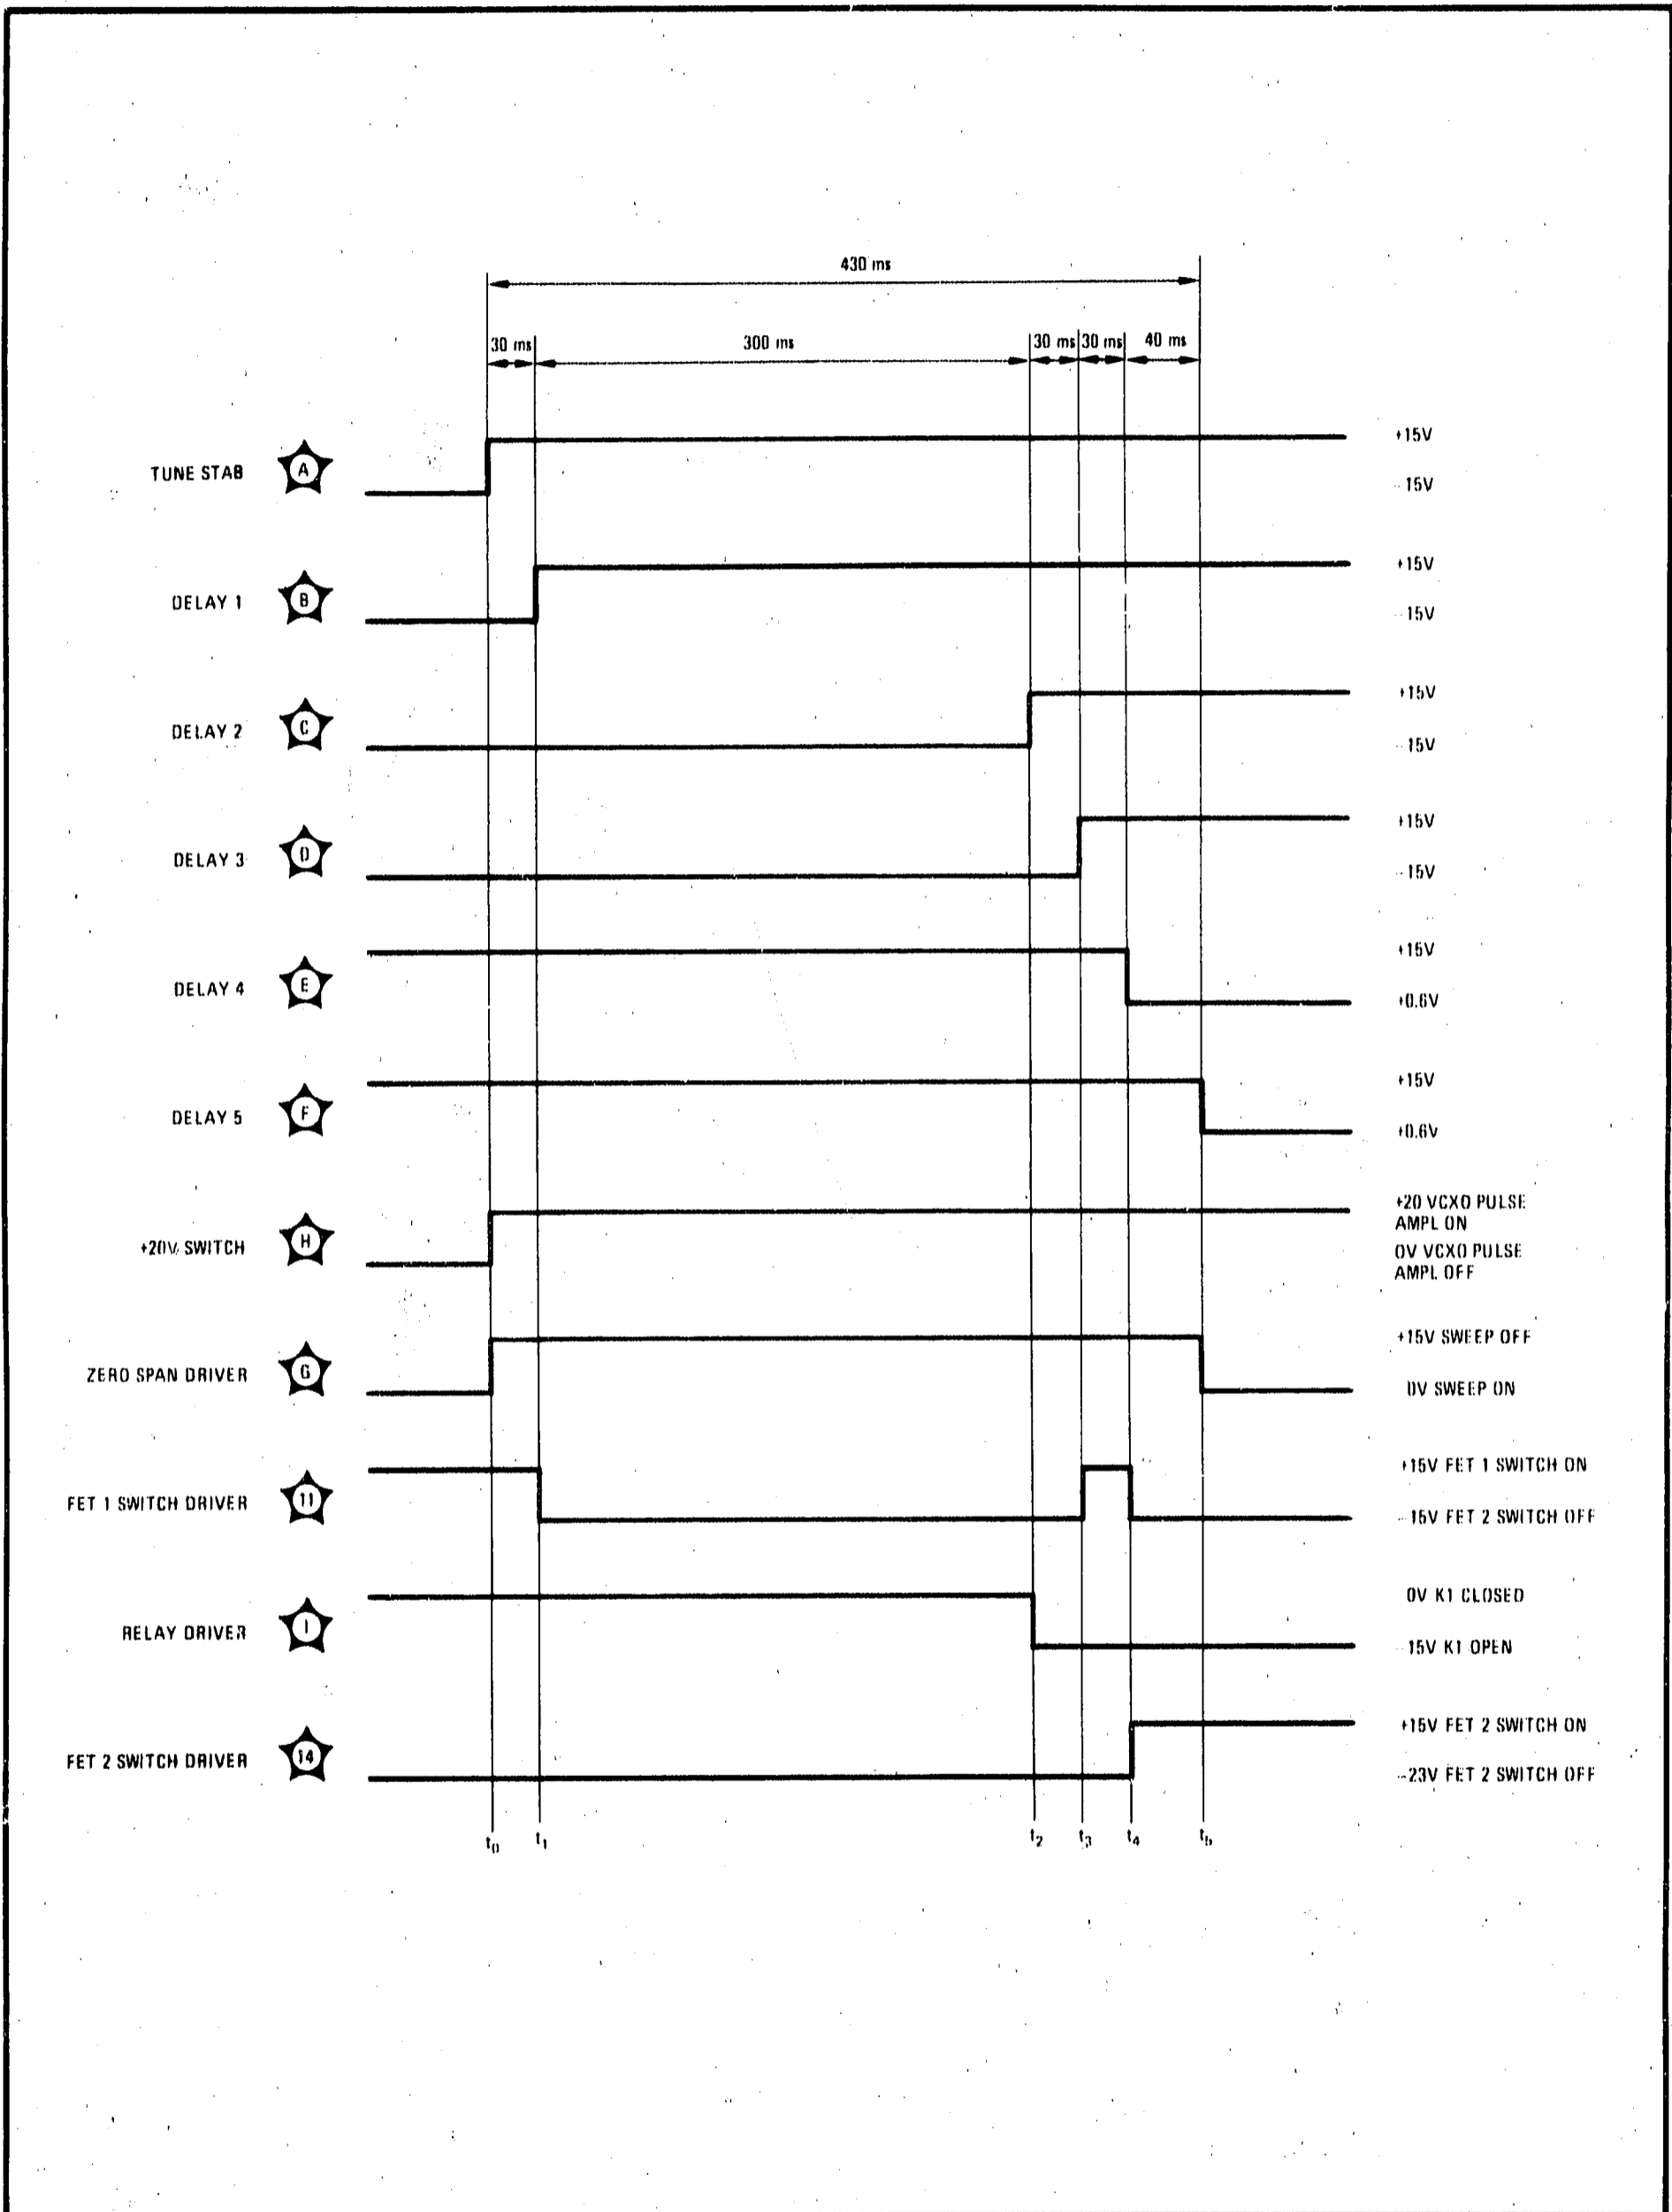 430 ms
30 ms
300 ms
30 ms
30 ms
40 ms
TUNE STAB
A
+15V
-15V
DELAY 1
B
+15V
-15V
DELAY 2
C
+15V
-15V
DELAY 3
D
+15V
-15V
DELAY 4
E
+15V
+0.6V
DELAY 5
F
+15V
+0.6V
+20V SWITCH
H
+20 VCXO PULSE
AMPL ON
0V VCXO PULSE
AMPL OFF
ZERO SPAN DRIVER
G
+15V SWEEP OFF
0V SWEEP ON
FET 1 SWITCH DRIVER
11
+15V FET 1 SWITCH ON
-15V FET 2 SWITCH OFF
RELAY DRIVER
I
0V K1 CLOSED
-15V K1 OPEN
FET 2 SWITCH DRIVER
14
+15V FET 2 SWITCH ON
-23V FET 2 SWITCH OFF
t0
t1
t2
t3
t4
t5